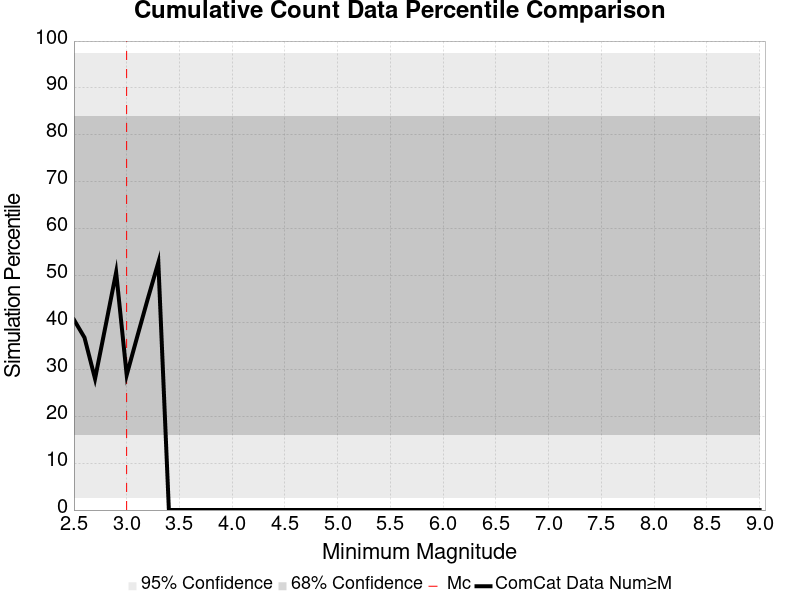 Cumulative Count Data Percentile Comparison
100
90
80
70
60
50
40
30
20
10
0
Simulation Percentile
2.5 3.0 3.5 4.0 4.5 5.0 5.5 6.0 6.5 7.0 7.5 8.0 8.5 9.0
Minimum Magnitude
95% Confidence 68% Confidence Mc ComCat Data Num≥M